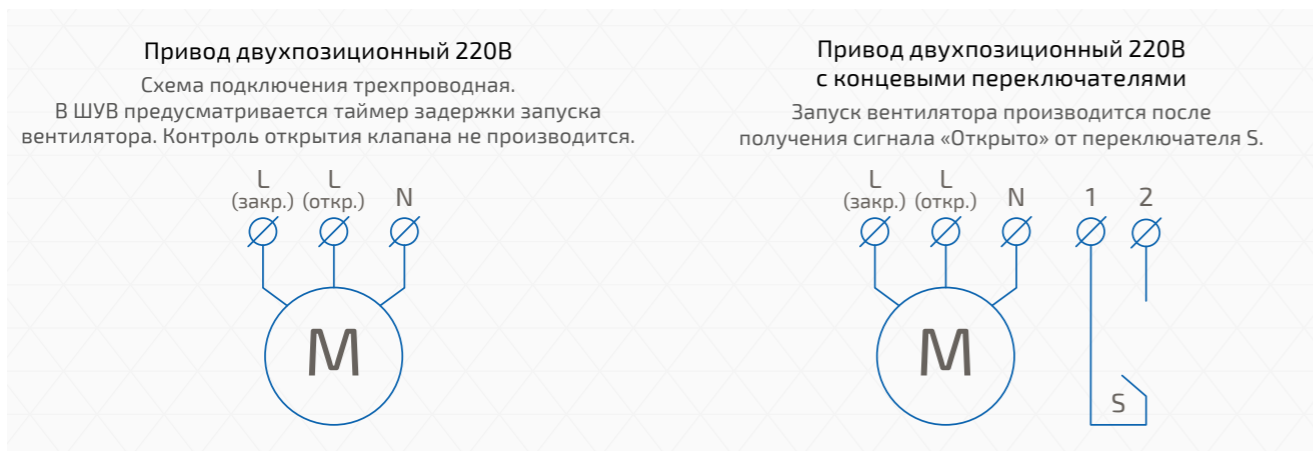 Привод двухпозиционный 220В
Схема подключения трехпроводная.
В ШУВ предусматривается таймер задержки запуска
вентилятора. Контроль открытия клапана не производится.
L L N
(закр.) (откр.)
M
Привод двухпозиционный 220В
с концевыми переключателями
Запуск вентилятора производится после
получения сигнала «Открыто» от переключателя S.
L L N 1 2
(закр.) (откр.)
M
S